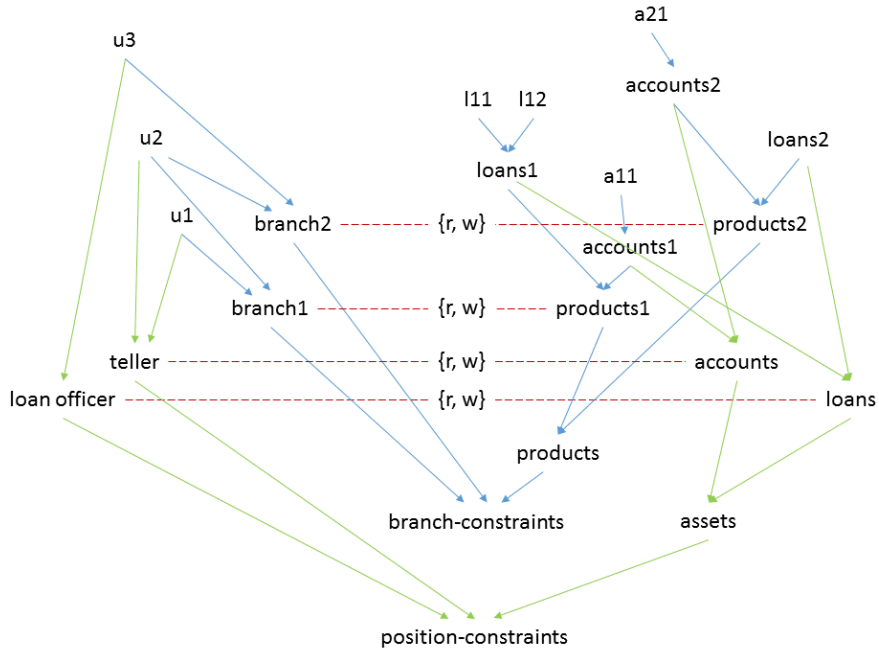 a21
u3
accounts2
l11 l12
u2
loans2
loans1
a11
u1
branch2 {r, w} products2
accounts1
branch1 {r, w} products1
teller {r, w} accounts
loan officer {r, w} loans
products
branch-constraints assets
position-constraints